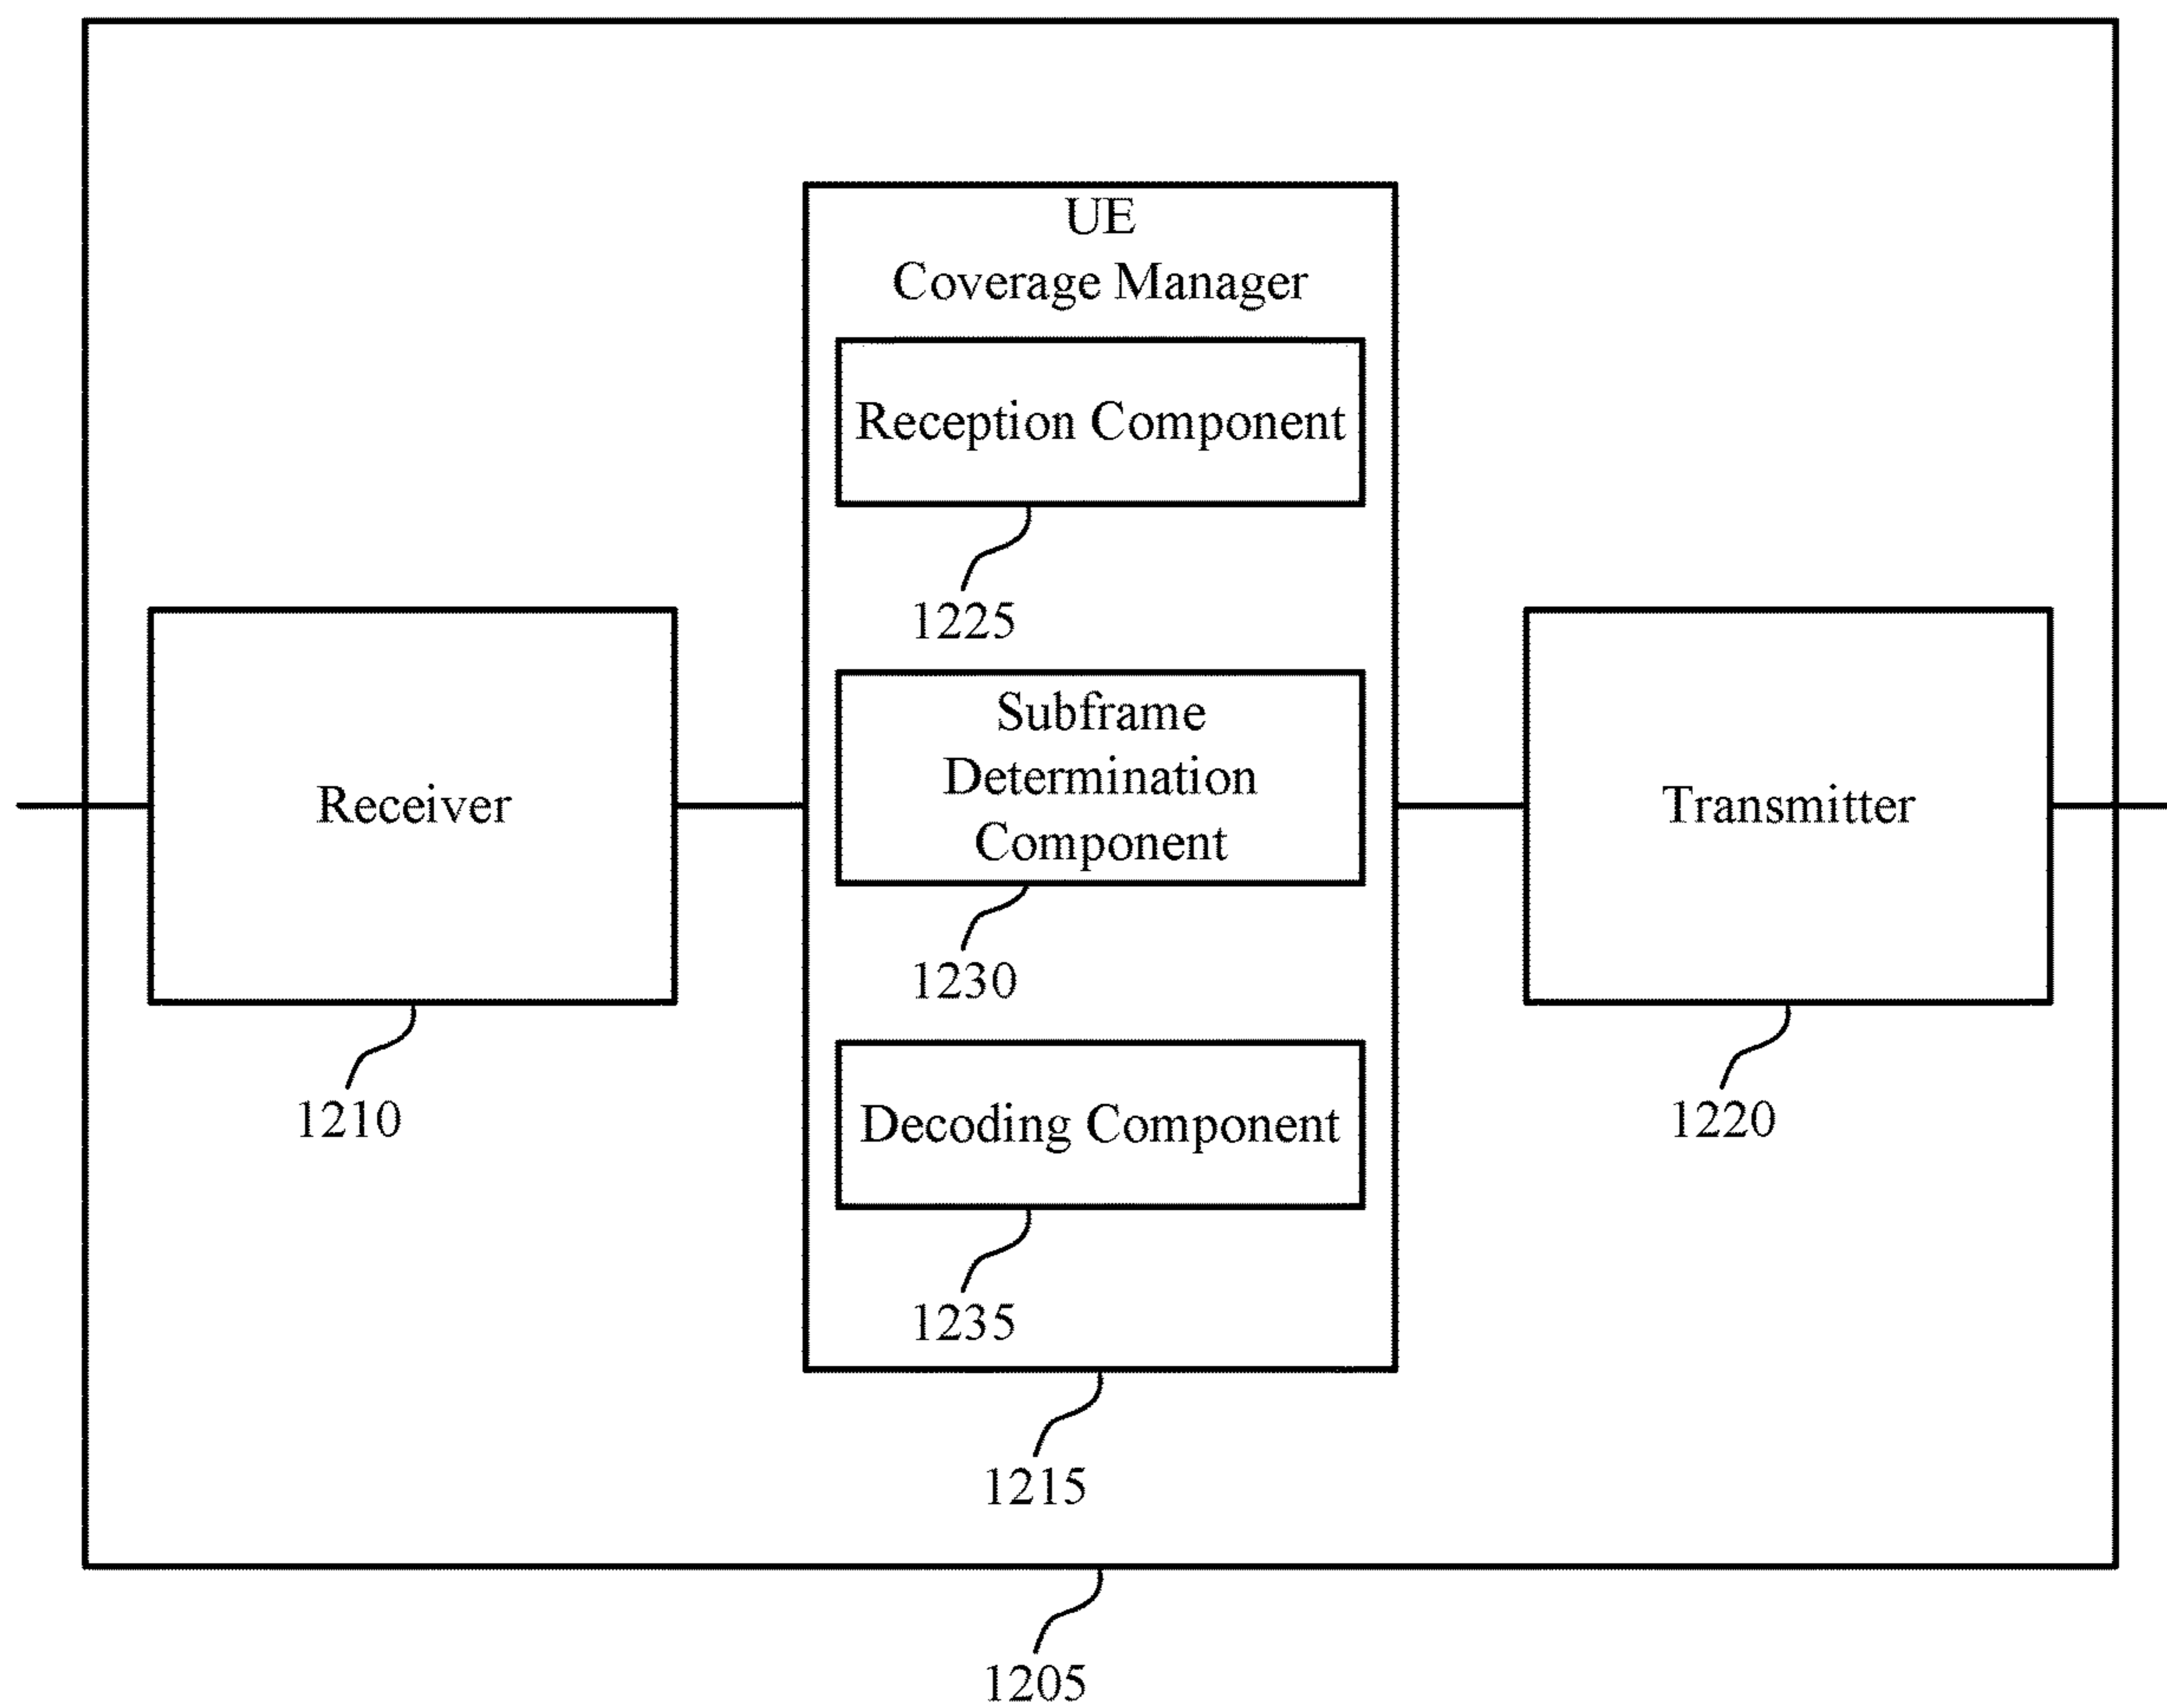 UE
Coverage Manager
Reception Component
1225
Subframe
Determination
Component
1230
Decoding Component
1235
1215
Receiver
1210
Transmitter
1220
1205